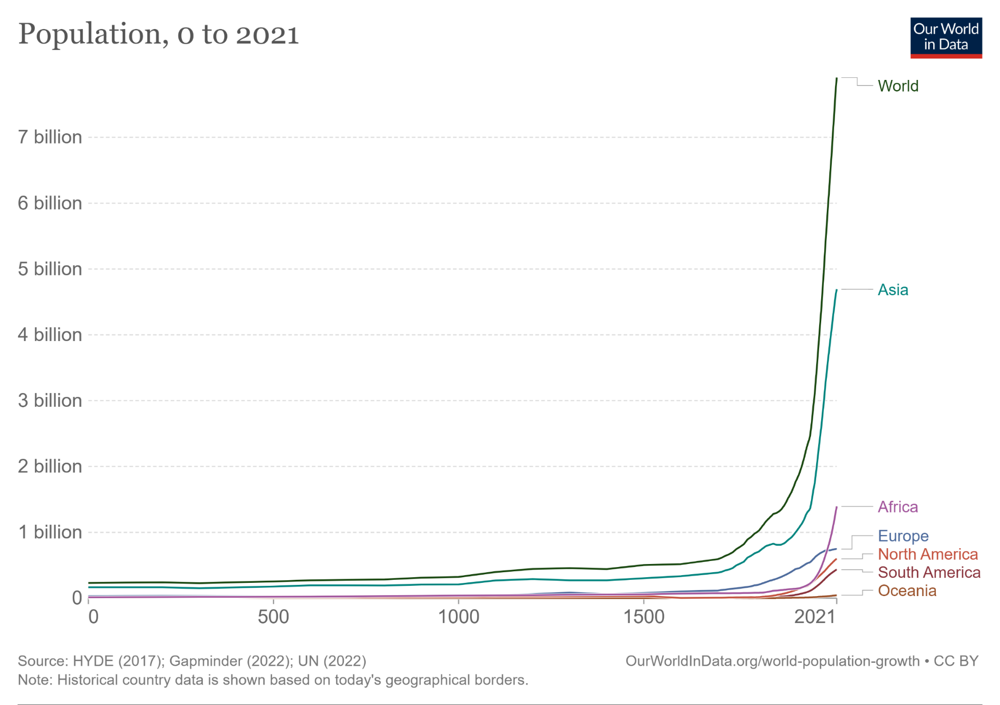 Population, 0 to 2021
Our World
in Data
World
7 billion
6 billion
5 billion
Asia
4 billion
3 billion
2 billion
Africa
1 billion
Europe
North America
South America
Oceania
0
0 500 1000 1500 2021
Source: HYDE (2017); Gapminder (2022); UN (2022)
OurWorldInData.org/world-population-growth • CC BY
Note: Historical country data is shown based on today's geographical borders.